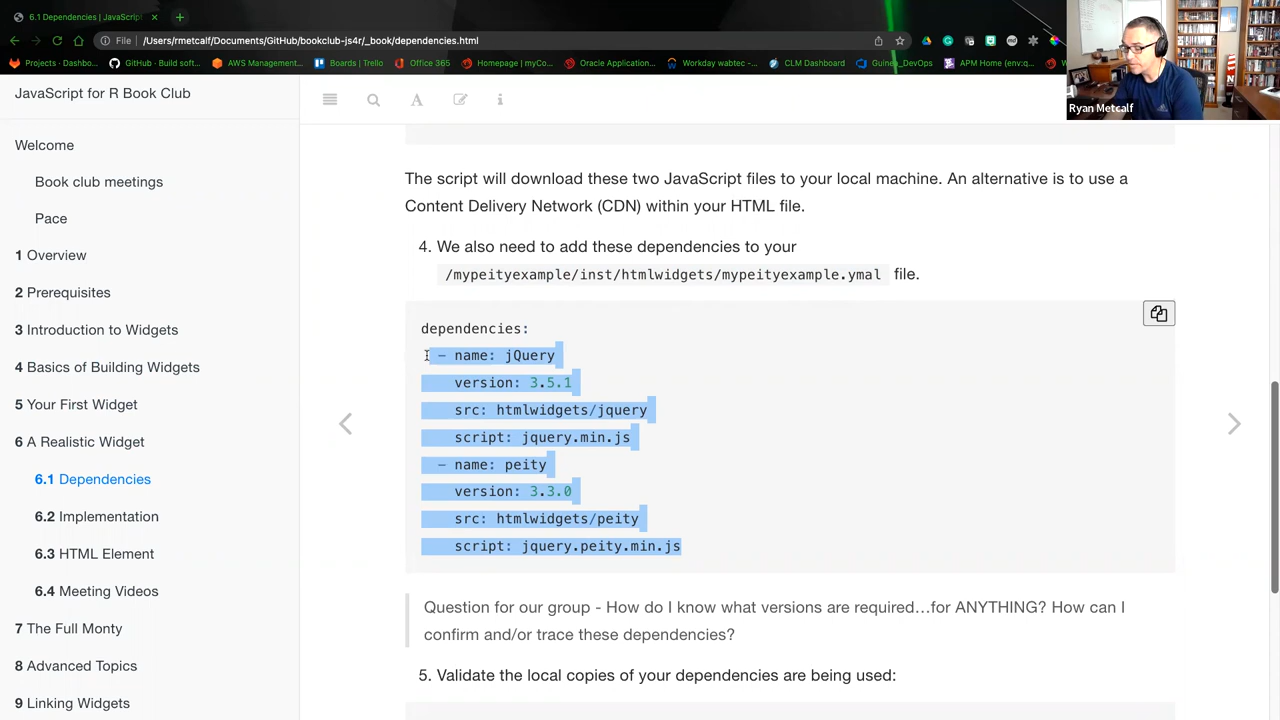 6.1 Dependencies | JavaScript
File
/Users/rmetcalf/Documents/GitHub/bookclub-js4r/_book/dependencies.html
Projects · Dashbo...
GitHub · Build soft...
AWS Management...
Boards | Trello
Office 365
Homepage | myCo...
Oracle Application...
Workday wabtec -...
CLM Dashboard
Guinea_DevOps
APM Home (env:q...
Ryan Metcalf
JavaScript for R Book Club
Welcome
Book club meetings
Pace
1 Overview
2 Prerequisites
3 Introduction to Widgets
4 Basics of Building Widgets
5 Your First Widget
6 A Realistic Widget
6.1 Dependencies
6.2 Implementation
6.3 HTML Element
6.4 Meeting Videos
7 The Full Monty
8 Advanced Topics
9 Linking Widgets
The script will download these two JavaScript files to your local machine. An alternative is to use a
Content Delivery Network (CDN) within your HTML file.
4. We also need to add these dependencies to your
/mypeityexample/inst/htmlwidgets/mypeityexample.ymal file.
dependencies:
- name: jQuery
version: 3.5.1
src: htmlwidgets/jquery
script: jquery.min.js
- name: peity
version: 3.3.0
src: htmlwidgets/peity
script: jquery.peity.min.js
Question for our group - How do I know what versions are required…for ANYTHING? How can I
confirm and/or trace these dependencies?
5. Validate the local copies of your dependencies are being used: